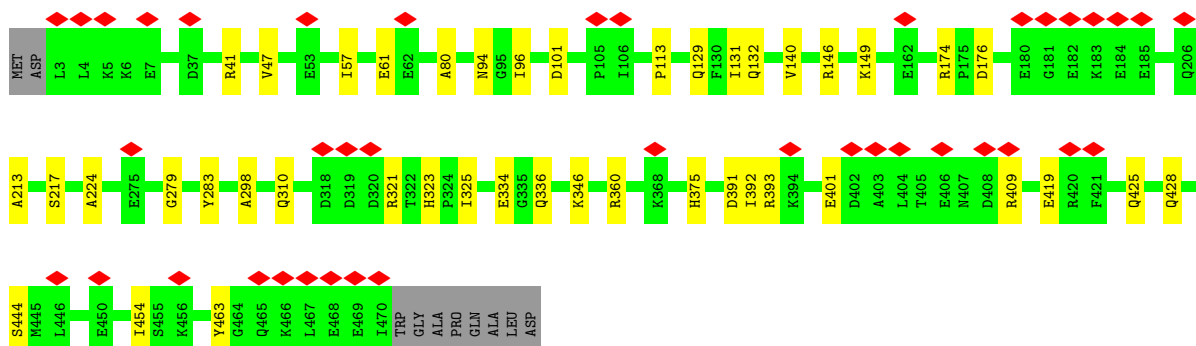 MET ASP L3 L4 K5 K6 E7 D37 R41 V47 E53 I57 E61 E62 A80 N94 G95 I96 D101 P105 I106 P113 Q129 F130 I131 Q132 V140 R146 K149 E162 R174 P175 D176 E180 G181 E182 K183 E184 E185 Q206
A213 S217 A224 E275 G279 Y283 A298 Q310 D318 D319 D320 R321 T322 H323 P324 I325 E334 G335 Q336 K346 R360 K368 H375 D391 I392 R393 K394 E401 D402 A403 L404 T405 E406 N407 D408 R409 E419 R420 F421 Q425 Q428
S444 M445 L446 E450 I454 S455 K456 Y463 G464 Q465 K466 L467 E468 E469 I470 TRP GLY ALA PRO GLN ALA LEU ASP